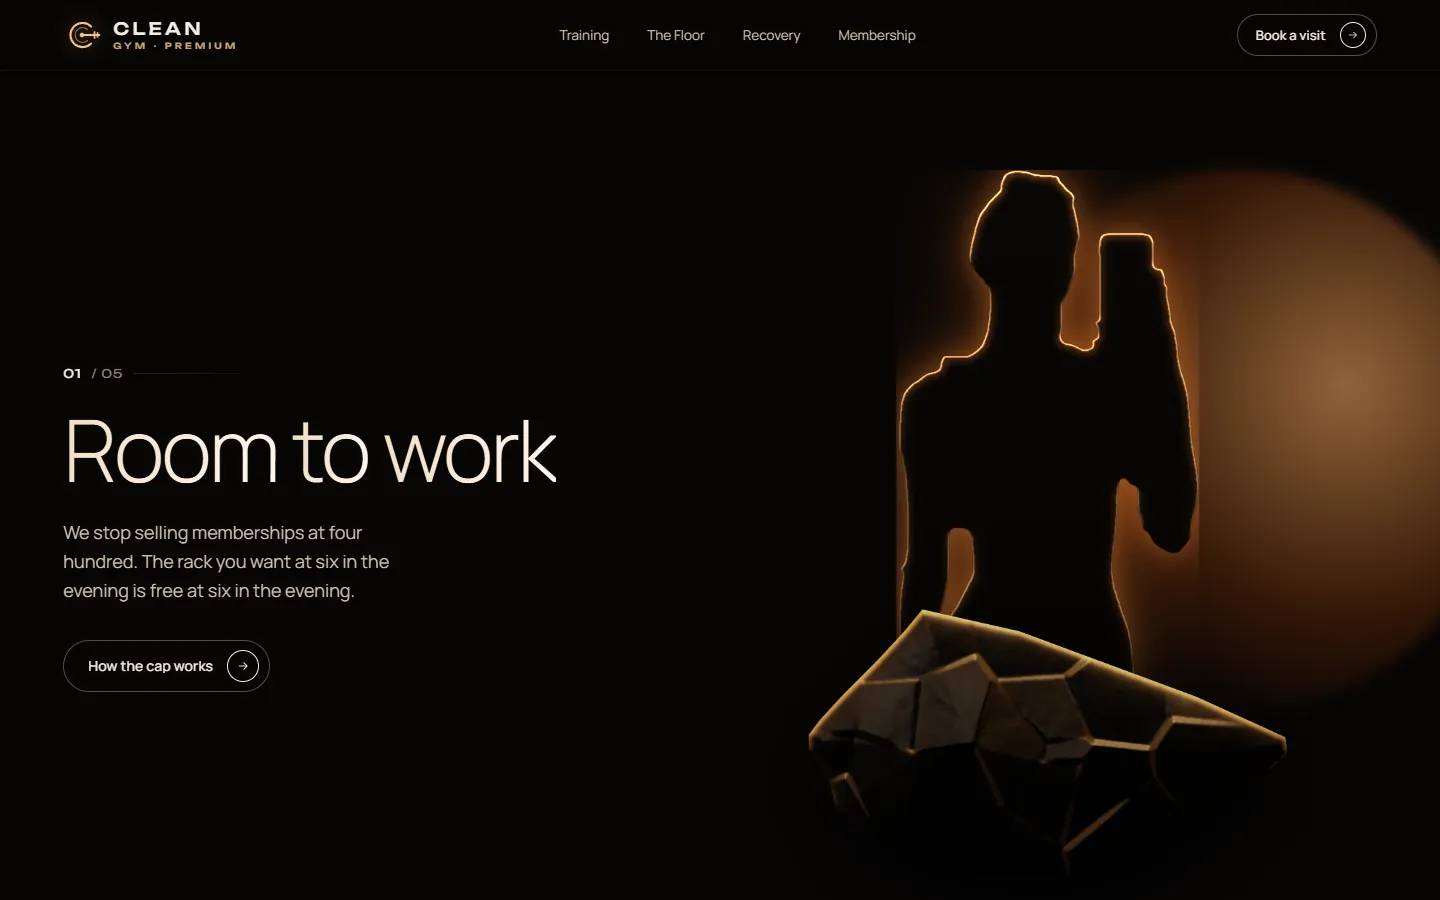 CLEAN
GYM · PREMIUM
Training
The Floor
Recovery
Membership
Book a visit
01 / 05
Room to work
We stop selling memberships at four
hundred. The rack you want at six in the
evening is free at six in the evening.
How the cap works